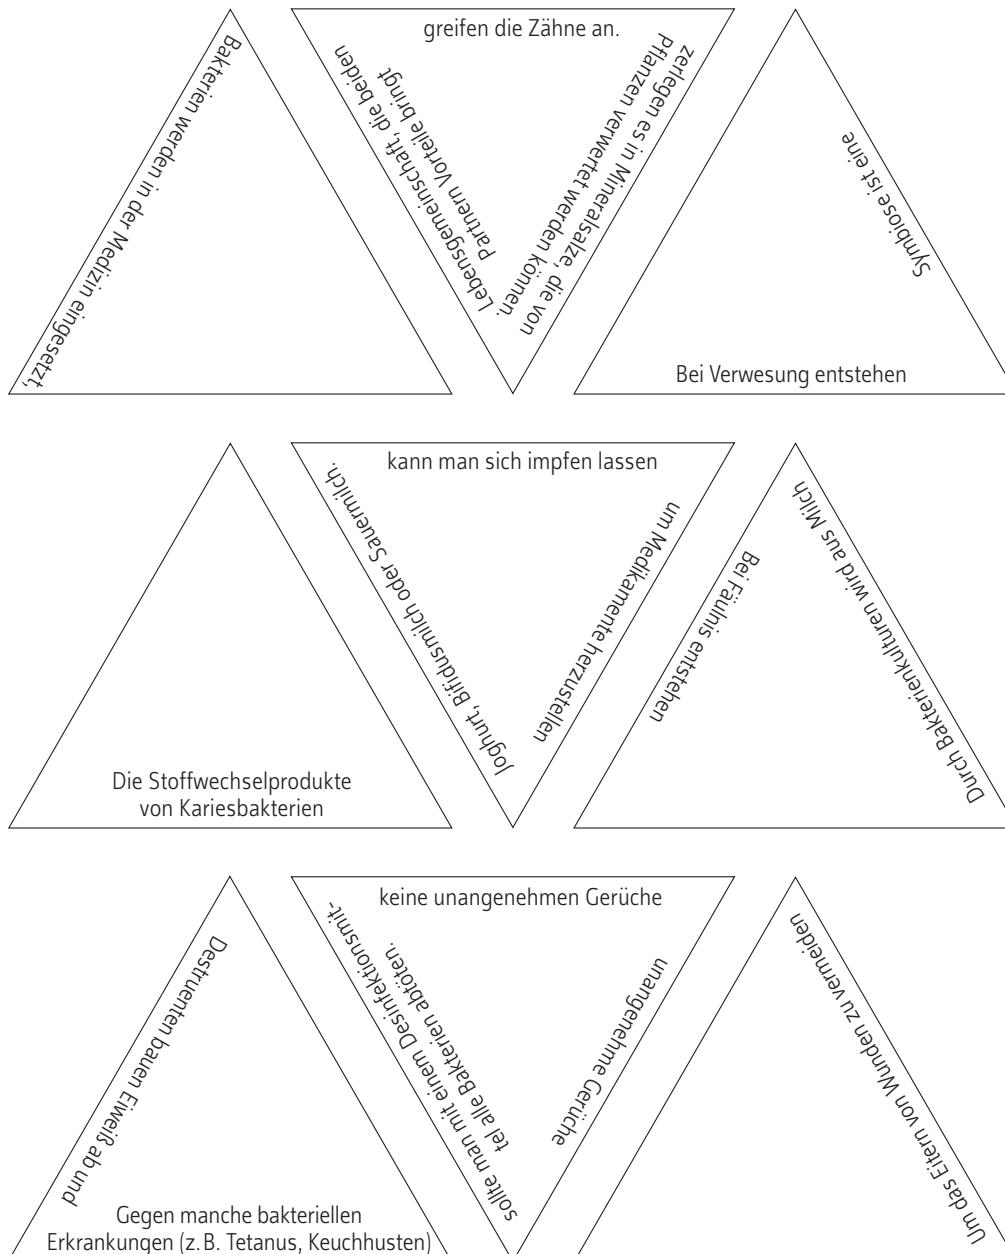 Bakterien werden in der Medizin eingesetzt,
greifen die Zähne an.
Lebensgemeinschaft, die beiden
Partnern Vorteile bringt
zerlegen es in Mineralsalze, die von
Pflanzen verwertet werden können.
Symbiose ist eine
Bei Verwesung entstehen
Die Stoffwechselprodukte
von Kariesbakterien
kann man sich impfen lassen
Joghurt, Bifidusmilch oder Sauermilch.
um Medikamente herzustellen
Bei Fäulnis entstehen
Durch Bakterienkulturen wird aus Milch
Destruenten bauen Eiweiß ab und
Gegen manche bakteriellen
Erkrankungen (z. B. Tetanus, Keuchhusten)
keine unangenehmen Gerüche
sollte man mit einem Desinfektionsmit-
tel alle Bakterien abtöten.
unangenehme Gerüche
Um das Eitern von Wunden zu vermeiden